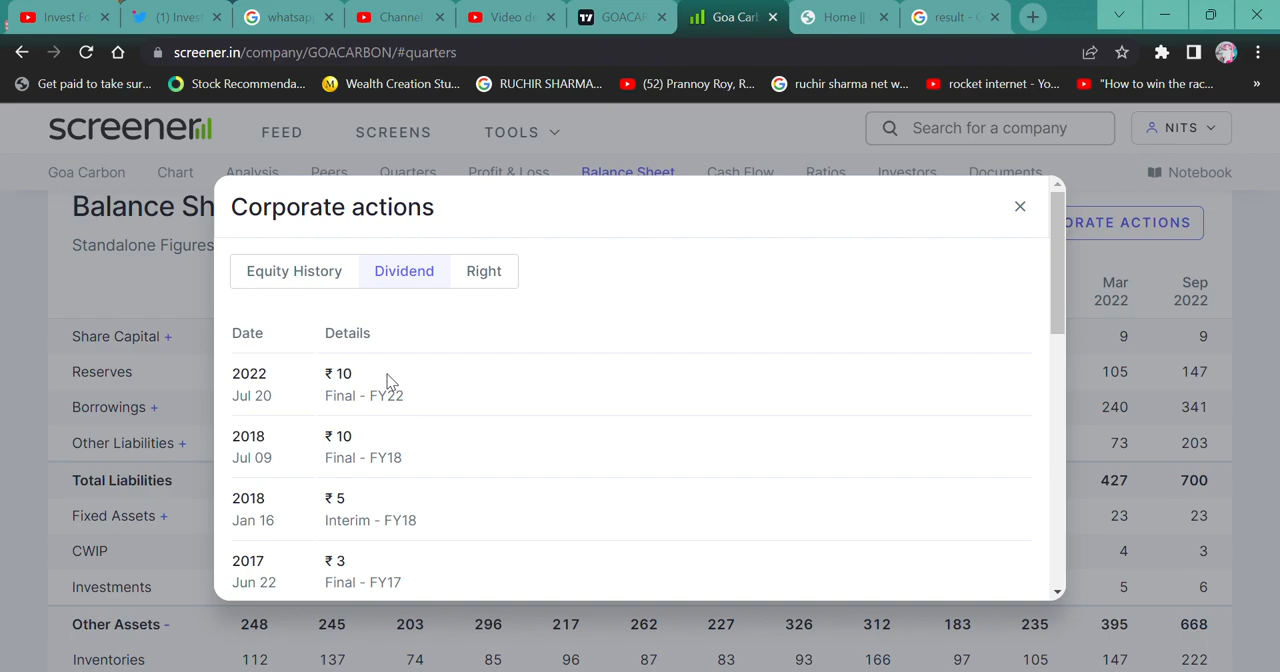 Invest Fo (1) Invest whatsap Channel Video de GOACAR Goa Carb Home || result - G
screener.in/company/GOACARBON/#quarters
Get paid to take sur... Stock Recommenda... Wealth Creation Stu... RUCHIR SHARMA... (52) Prannoy Roy, R... ruchir sharma net w... rocket internet - Yo... "How to win the rac... »
screener FEED SCREENS TOOLS Search for a company NITS
Goa Carbon Chart Analysis Peers Quarters Profit & Loss Balance Sheet Cash Flow Ratios Investors Documents Notebook
Balance Sh
Standalone Figures
ORATE ACTIONS
Corporate actions
Equity History Dividend Right
Date Details
2022 ₹ 10
Jul 20 Final - FY22
2018 ₹ 10
Jul 09 Final - FY18
2018 ₹ 5
Jan 16 Interim - FY18
2017 ₹ 3
Jun 22 Final - FY17
Mar Sep
2022 2022
Share Capital + 9 9
Reserves 105 147
Borrowings + 240 341
Other Liabilities + 73 203
Total Liabilities 427 700
Fixed Assets + 23 23
CWIP 4 3
Investments 5 6
Other Assets - 248 245 203 296 217 262 227 326 312 183 235 395 668
Inventories 112 137 74 85 96 87 83 93 166 97 105 147 222